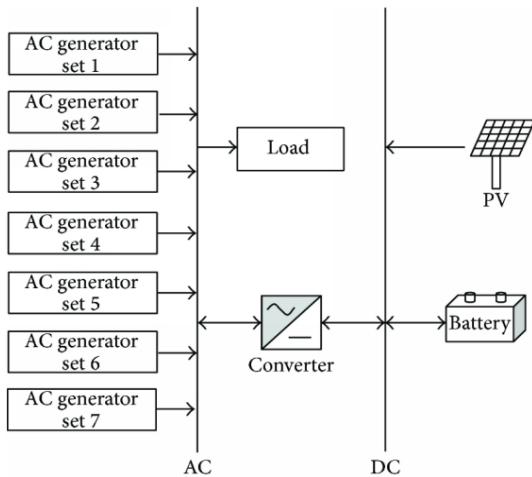 AC generator
set 1
AC generator
set 2
AC generator
set 3
AC generator
set 4
AC generator
set 5
AC generator
set 6
AC generator
set 7
Load
PV
Converter
Battery
AC
DC